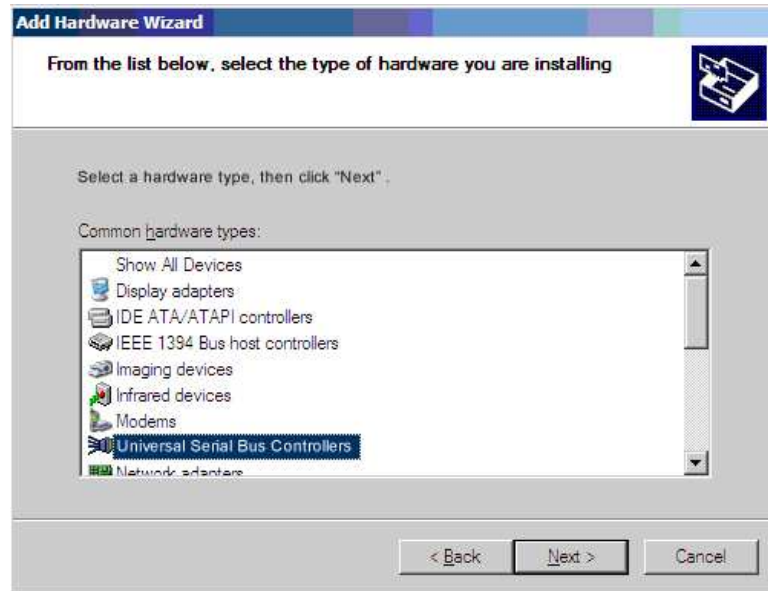 Add Hardware Wizard
From the list below, select the type of hardware you are installing
Select a hardware type, then click "Next" .
Common hardware types:
Show All Devices
Display adapters
IDE ATA/ATAPI controllers
IEEE 1394 Bus host controllers
Imaging devices
Infrared devices
Modems
Universal Serial Bus Controllers
Network adapters
< Back
Next >
Cancel